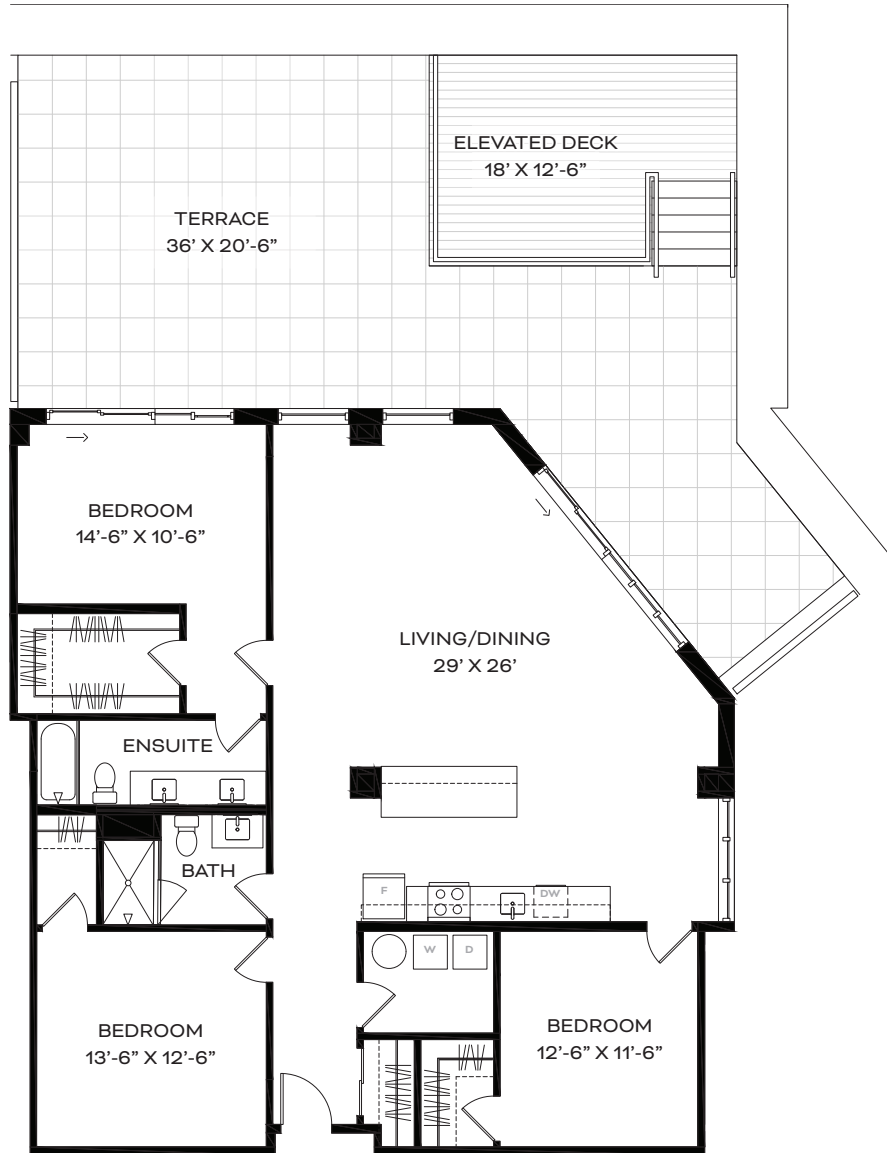 ELEVATED DECK
18’ X 12’-6”
TERRACE
36’ X 20’-6”
BEDROOM
14’-6” X 10’-6”
LIVING/DINING
29’ X 26’
ENSUITE
BATH
F
DW
W
D
BEDROOM
13’-6” X 12’-6”
BEDROOM
12’-6” X 11’-6”